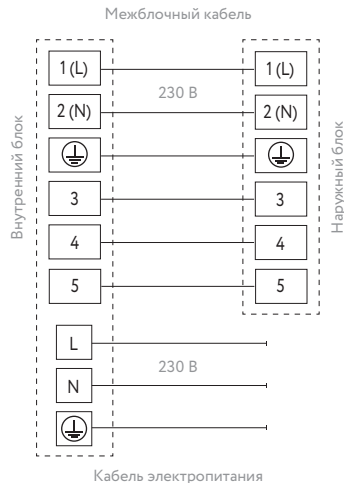 Межблочный кабель
Внутренний блок
Наружный блок
1 (L)
1 (L)
230 В
2 (N)
2 (N)
3
3
4
4
5
5
L
230 В
N
Кабель электропитания